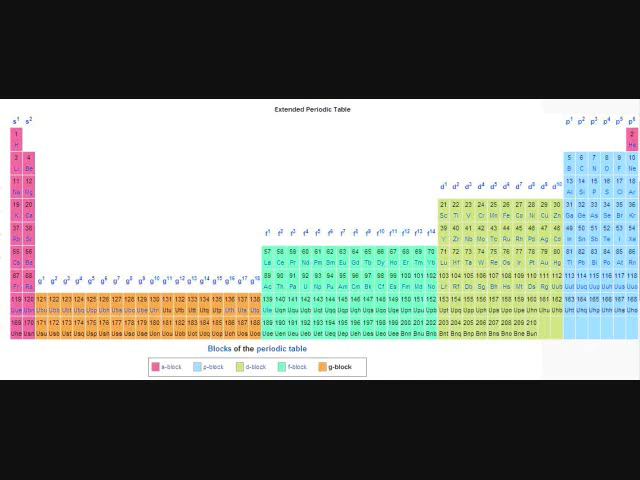 Extended Periodic Table
s1 s2 p1 p2 p3 p4 p5 p6
1 2
H He
3 4 5 6 7 8 9 10
Li Be B C N O F Ne
11 12 d1 d2 d3 d4 d5 d6 d7 d8 d9 d10 13 14 15 16 17 18
Na Mg Al Si P S Cl Ar
19 20 21 22 23 24 25 26 27 28 29 30 31 32 33 34 35 36
K Ca Sc Ti V Cr Mn Fe Co Ni Cu Zn Ga Ge As Se Br Kr
37 38 f1 f2 f3 f4 f5 f6 f7 f8 f9 f10 f11 f12 f13 f14 39 40 41 42 43 44 45 46 47 48 49 50 51 52 53 54
Rb Sr Y Zr Nb Mo Tc Ru Rh Pd Ag Cd In Sn Sb Te I Xe
55 56 57 58 59 60 61 62 63 64 65 66 67 68 69 70 71 72 73 74 75 76 77 78 79 80 81 82 83 84 85 86
Cs Ba La Ce Pr Nd Pm Sm Eu Gd Tb Dy Ho Er Tm Yb Lu Hf Ta W Re Os Ir Pt Au Hg Tl Pb Bi Po At Rn
87 88 g1 g2 g3 g4 g5 g6 g7 g8 g9 g10 g11 g12 g13 g14 g15 g16 g17 g18 89 90 91 92 93 94 95 96 97 98 99 100 101 102 103 104 105 106 107 108 109 110 111 112 113 114 115 116 117 118
Fr Ra Ac Th Pa U Np Pu Am Cm Bk Cf Es Fm Md No Lr Rf Db Sg Bh Hs Mt Ds Rg Uub Uut Uuq Uup Uuh Uus Uuo
119 120 121 122 123 124 125 126 127 128 129 130 131 132 133 134 135 136 137 138 139 140 141 142 143 144 145 146 147 148 149 150 151 152 153 154 155 156 157 158 159 160 161 162 163 164 165 166 167 168
Uue Ubn
169 170 171 172 173 174 175 176 177 178 179 180 181 182 183 184 185 186 187 188 189 190 191 192 193 194 195 196 197 198 199 200 201 202 203 204 205 206 207 208 209 210
Bnt Bnq Bnp Bnh Bns Bno Bne Bun
Blocks of the periodic table
s-block p-block d-block f-block g-block